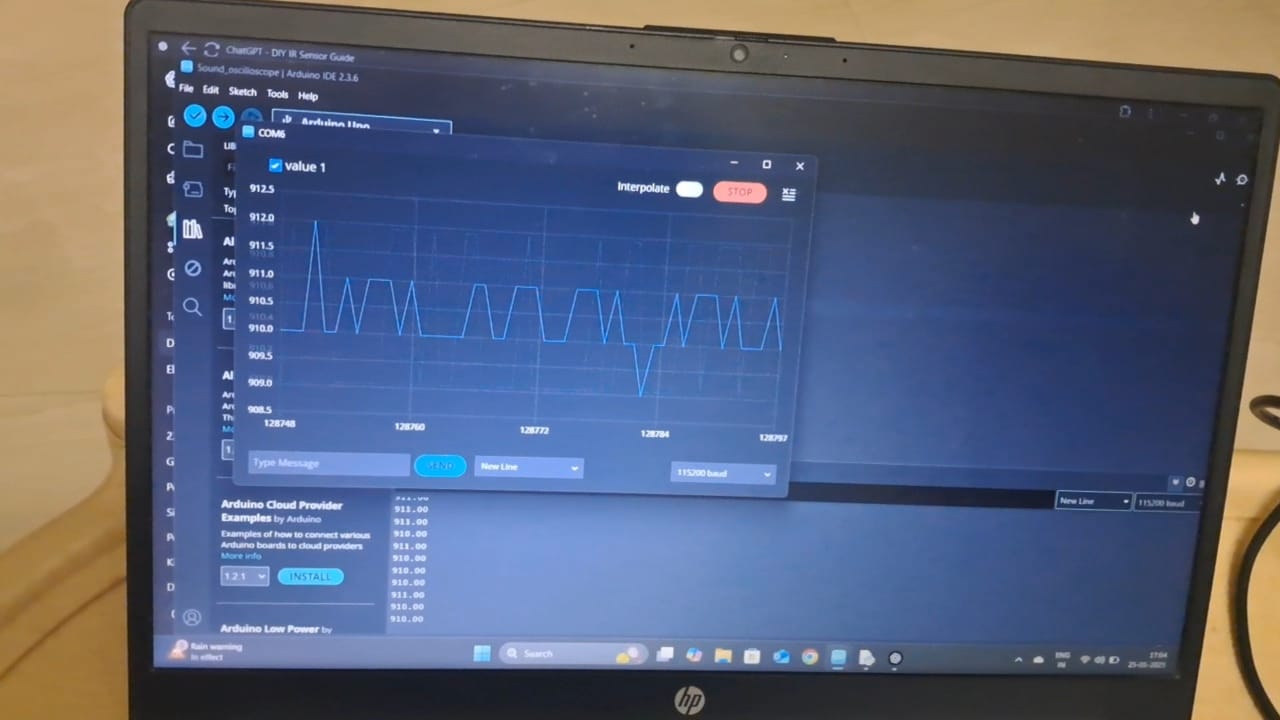 ChatGPT - DIY IR Sensor Guide
Sound_oscilloscope | Arduino IDE 2.3.6
File Edit Sketch Tools Help
Arduino Uno
COM6
value 1
Interpolate
STOP
912.5
912.0
911.5
911.0
910.5
910.0
909.5
909.0
908.5
128748 128760 128772 128784 128797
Type Message
SEND
New Line
115200 baud
New Line
115200 baud
911.00
911.00
910.00
911.00
910.00
910.00
910.00
911.00
910.00
910.00
Arduino Cloud Provider
Examples by Arduino
Examples of how to connect various
Arduino boards to cloud providers
More info
1.2.1
INSTALL
Arduino Low Power by
Rain warning
In effect
Search
ENG
IN
17:04
25-05-2025
hp